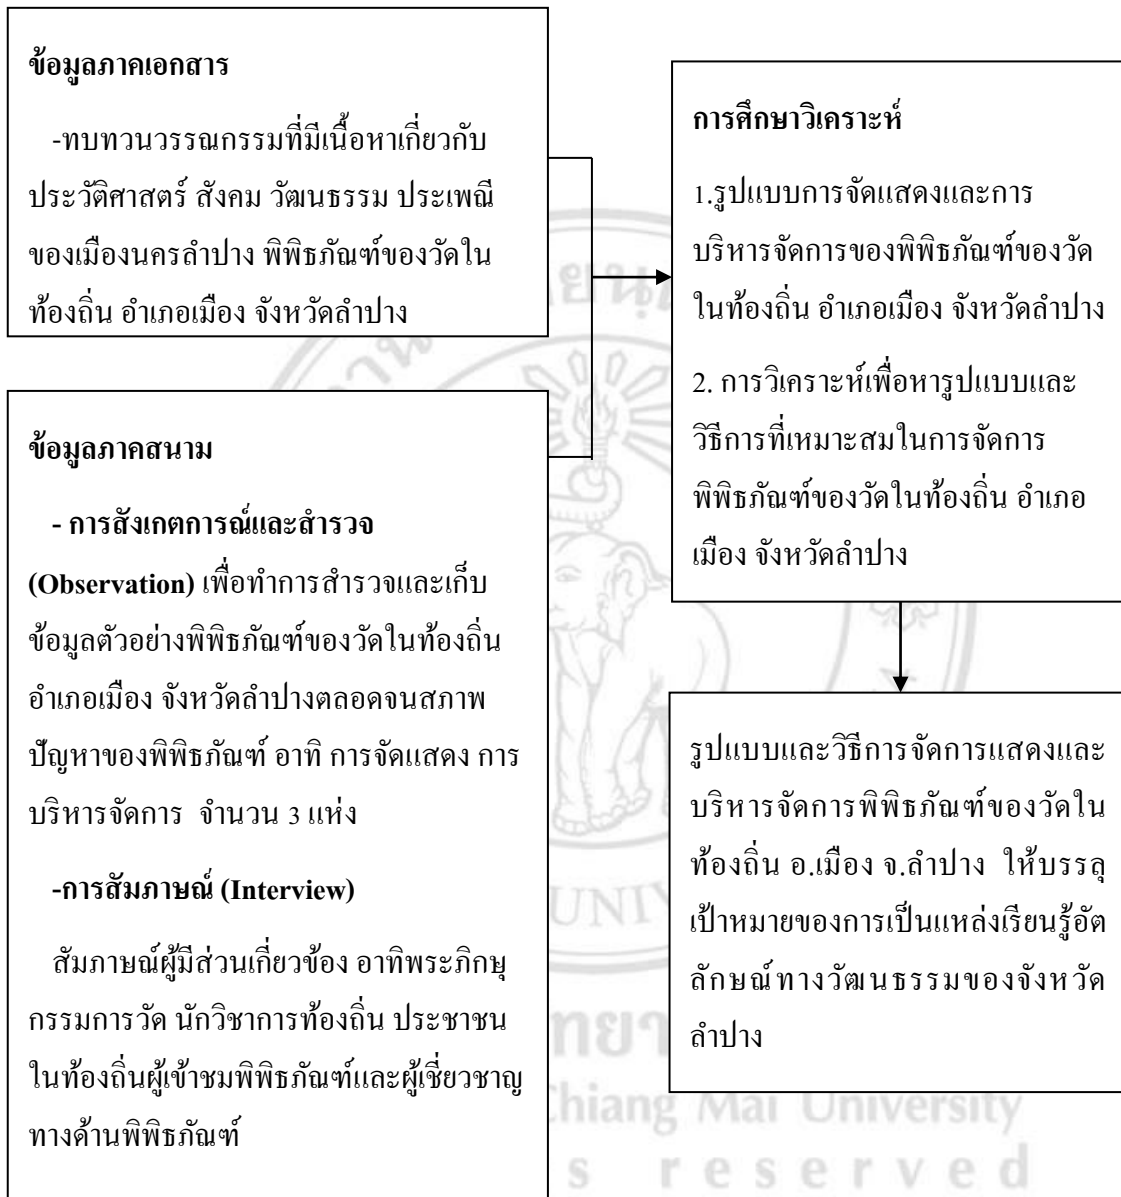 ข้อมูลภาคเอกสาร
-ทบทวนวรรณกรรมที่มีเนื้อหาเกี่ยวกับ
ประวัติศาสตร์ สังคม วัฒนธรรม ประเพณี
ของเมืองนครลำปาง พิพิธภัณฑ์ของวัดใน
ท้องถิ่น อำเภอเมือง จังหวัดลำปาง
ข้อมูลภาคสนาม
- การสังเกตการณ์และสำรวจ
(Observation) เพื่อทำการสำรวจและเก็บ
ข้อมูลตัวอย่างพิพิธภัณฑ์ของวัดในท้องถิ่น
อำเภอเมือง จังหวัดลำปางตลอดจนสภาพ
ปัญหาของพิพิธภัณฑ์ อาทิ การจัดแสดง การ
บริหารจัดการ จำนวน 3 แห่ง
-การสัมภาษณ์ (Interview)
สัมภาษณ์ผู้มีส่วนเกี่ยวข้อง อาทิพระภิกษุ
กรรมการวัด นักวิชาการท้องถิ่น ประชาชน
ในท้องถิ่นผู้เข้าชมพิพิธภัณฑ์และผู้เชี่ยวชาญ
ทางด้านพิพิธภัณฑ์
การศึกษาวิเคราะห์
1.รูปแบบการจัดแสดงและการ
บริหารจัดการของพิพิธภัณฑ์ของวัด
ในท้องถิ่น อำเภอเมือง จังหวัดลำปาง
2. การวิเคราะห์เพื่อหารูปแบบและ
วิธีการที่เหมาะสมในการจัดการ
พิพิธภัณฑ์ของวัดในท้องถิ่น อำเภอ
เมือง จังหวัดลำปาง
รูปแบบและวิธีการจัดการแสดงและ
บริหารจัดการพิพิธภัณฑ์ของวัดใน
ท้องถิ่น อ.เมือง จ.ลำปาง ให้บรรลุ
เป้าหมายของการเป็นแหล่งเรียนรู้อัต
ลักษณ์ทางวัฒนธรรมของจังหวัด
ลำปาง
Chiang Mai University
s reserved